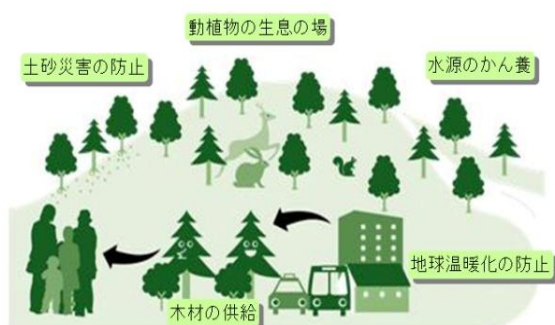 動植物の生息の場
土砂災害の防止
水源のかん養
地球温暖化の防止
木材の供給